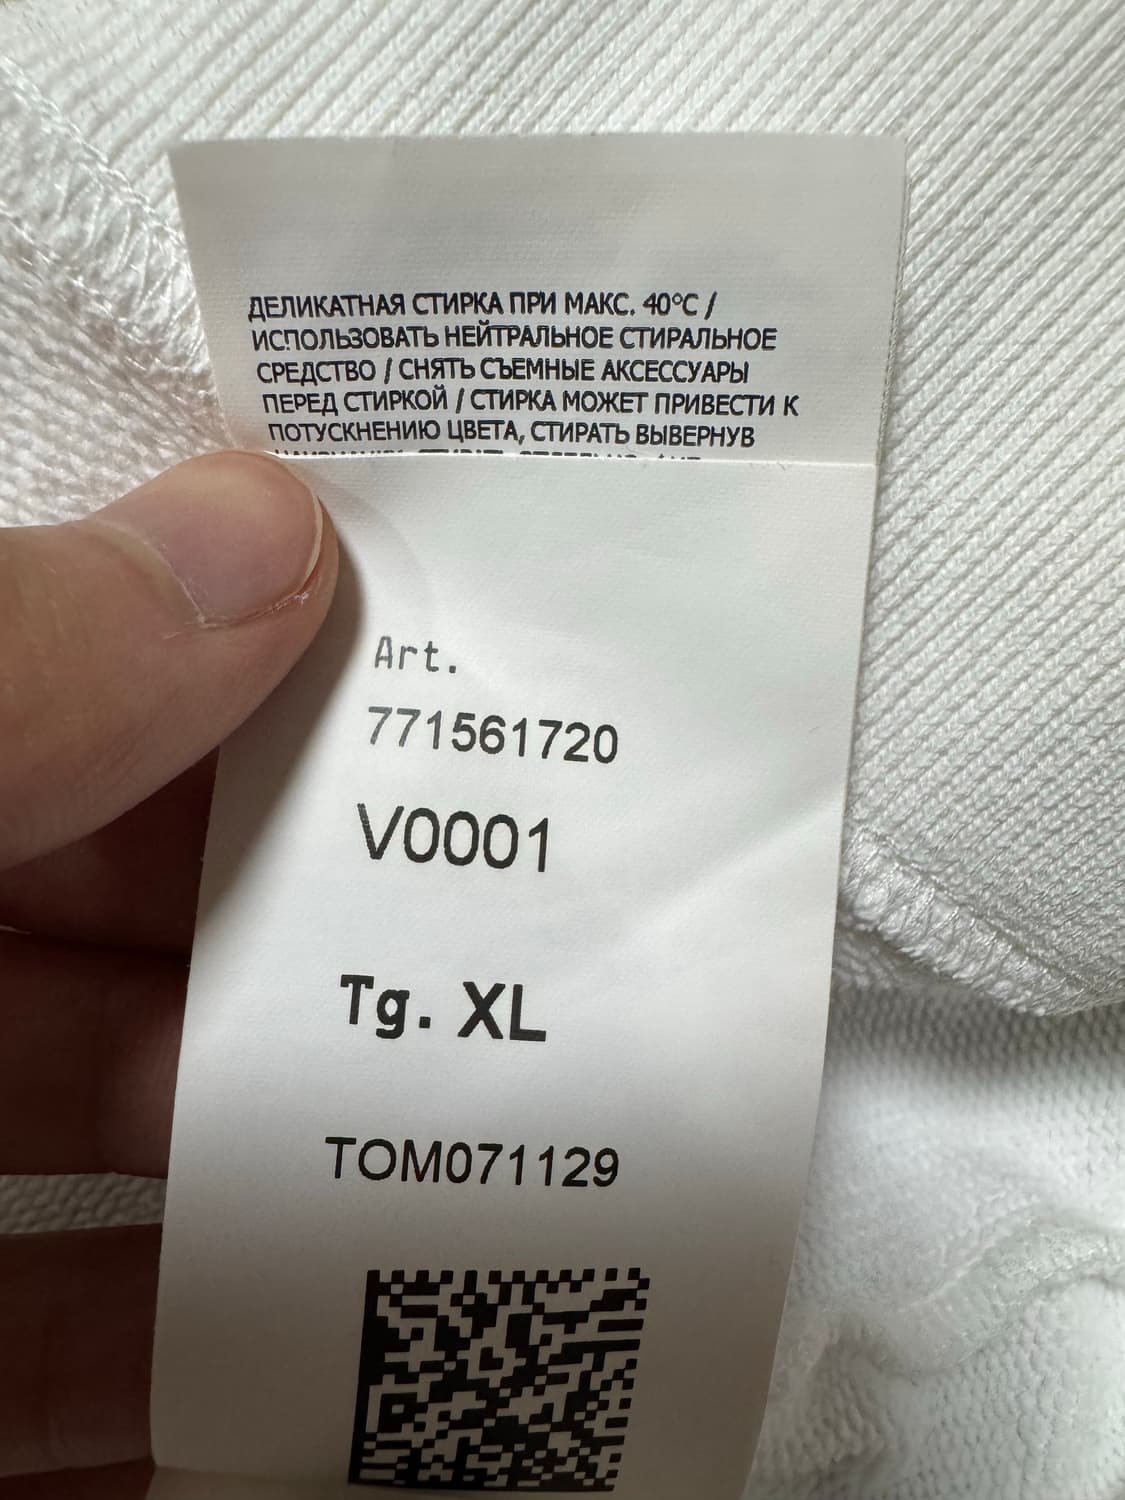 ДЕЛИКАТНАЯ СТИРКА ПРИ МАКС. 40°C /
ИСПОЛЬЗОВАТЬ НЕЙТРАЛЬНОЕ СТИРАЛЬНОЕ
СРЕДСТВО / СНЯТЬ СЪЕМНЫЕ АКСЕССУАРЫ
ПЕРЕД СТИРКОЙ / СТИРКА МОЖЕТ ПРИВЕСТИ К
ПОТУСКНЕНИЮ ЦВЕТА, СТИРАТЬ ВЫВЕРНУВ
Art.
771561720
V0001
Tg. XL
TOM071129